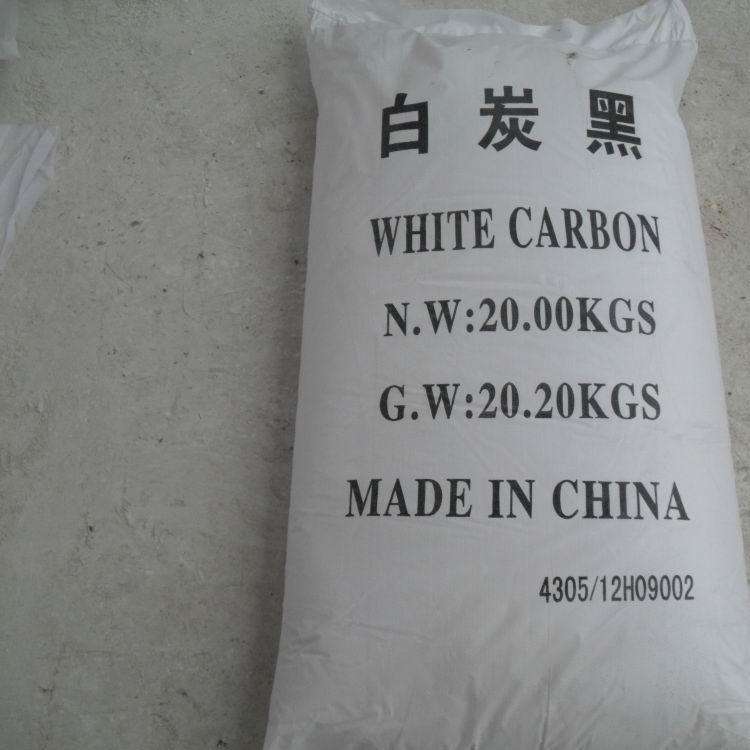 白炭黑
WHITE CARBON
N.W:20.00KGS
G.W:20.20KGS
MADE IN CHINA
4305/12H09002